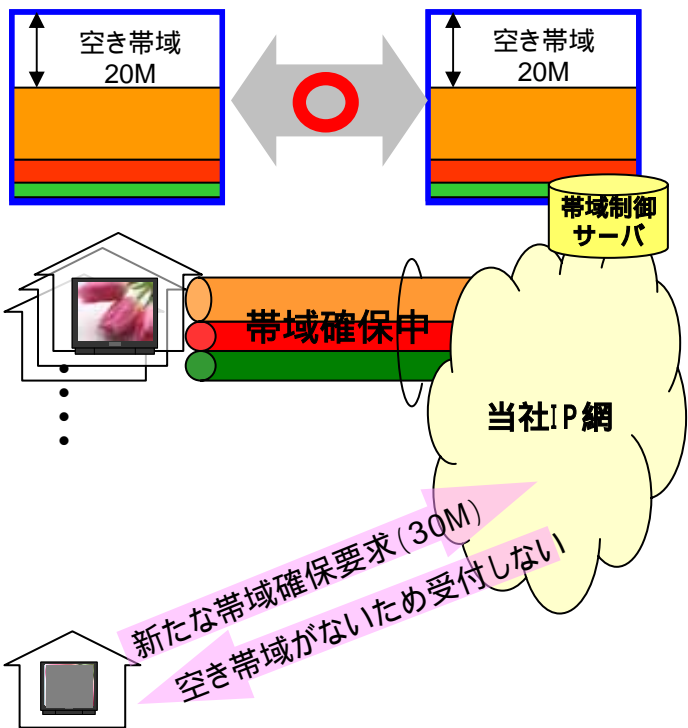 空き帯域
20M
空き帯域
20M
帯域制御
サーバ
帯域確保中
当社IP網
新たな帯域確保要求(30M)
空き帯域がないため受付しない